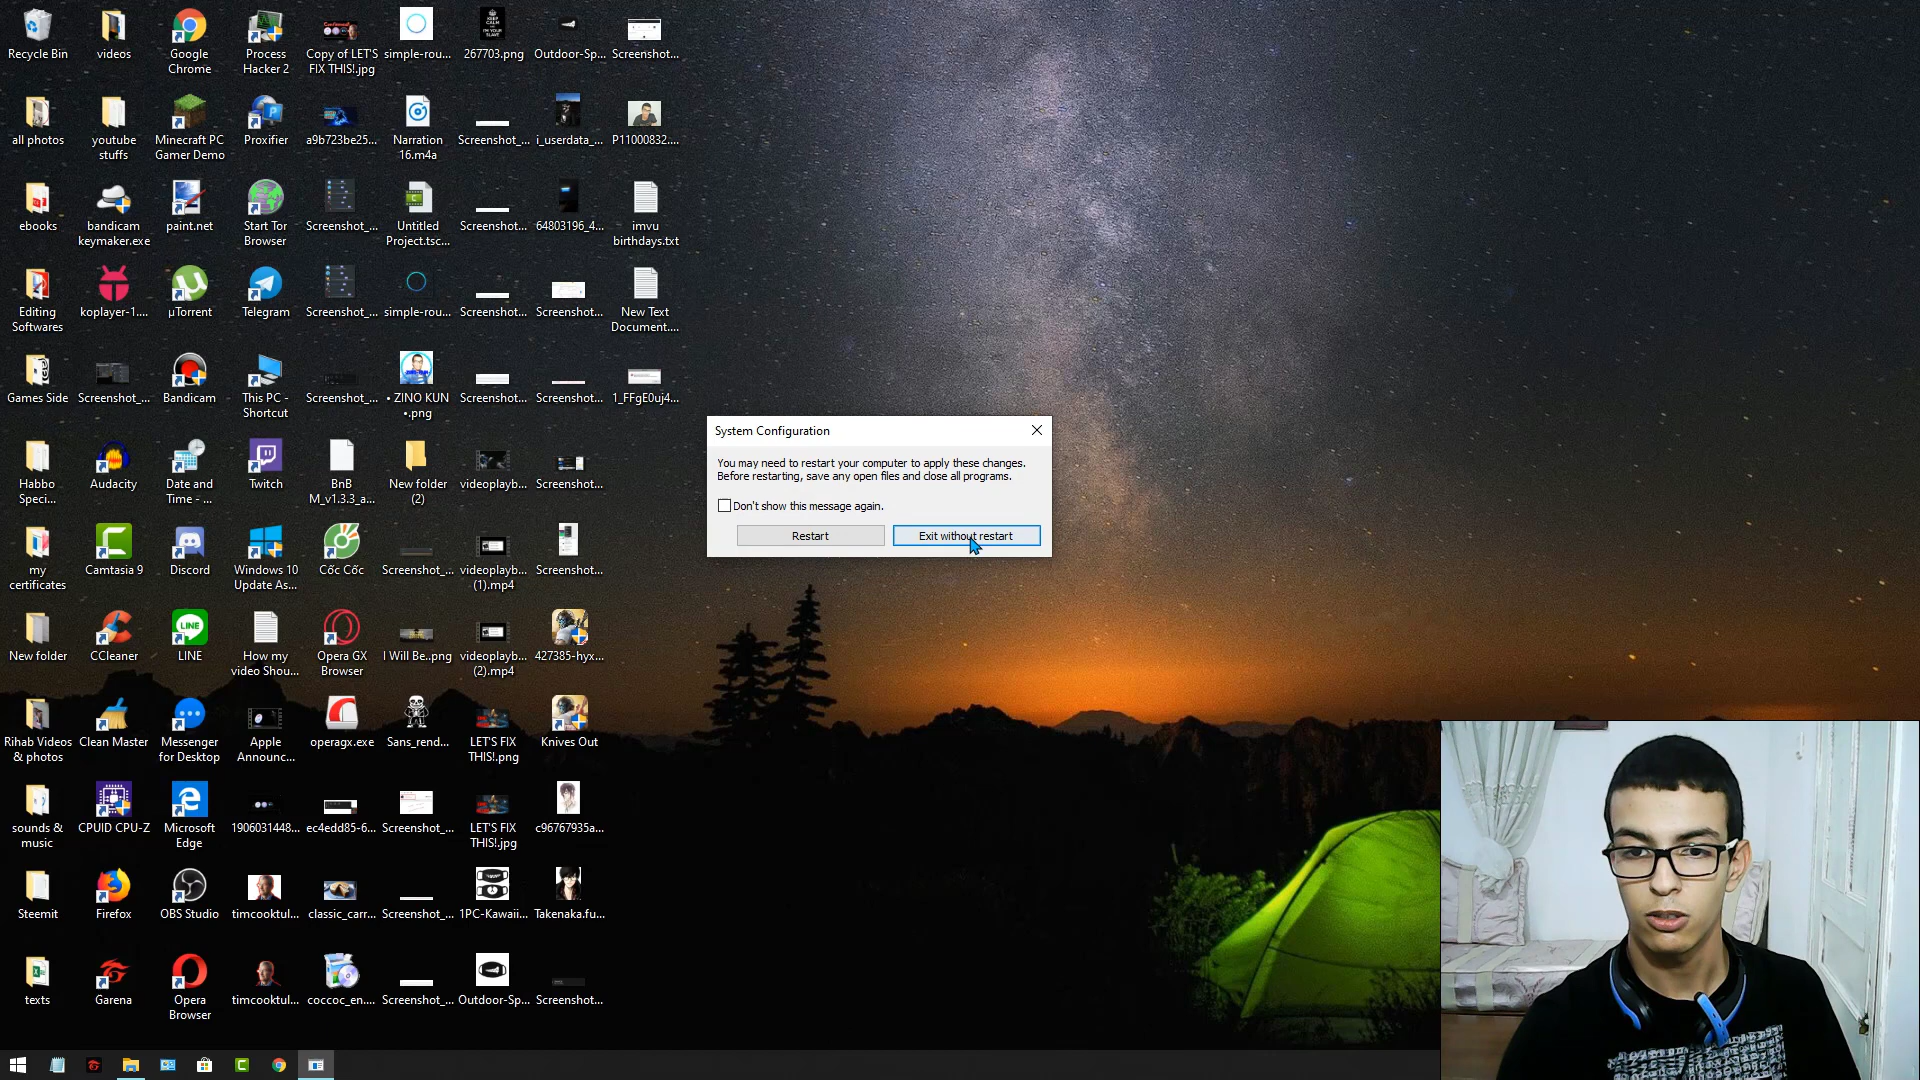 Recycle Bin
videos
Google
Chrome
Process
Hacker 2
Copy of LET'S
FIX THIS!.jpg
simple-rou...
267703.png
Outdoor-Sp...
Screenshot...
all photos
youtube
stuffs
Minecraft PC
Gamer Demo
Proxifier
a9b723be25...
Narration
16.m4a
Screenshot_...
i_userdata_...
P11000832....
ebooks
bandicam
keymaker.exe
paint.net
Start Tor
Browser
Screenshot_...
Untitled
Project.tsc...
Screenshot...
64803196_4...
imvu
birthdays.txt
Editing
Softwares
koplayer-1....
µTorrent
Telegram
Screenshot_...
simple-rou...
Screenshot...
Screenshot...
New Text
Document....
Games Side
Screenshot_...
Bandicam
This PC -
Shortcut
Screenshot_...
• ZINO KUN
•.png
Screenshot...
Screenshot...
1_FFgE0uj4...
Habbo
Speci...
Audacity
Date and
Time - ...
Twitch
BnB
M_v1.3.3_a...
New folder
(2)
videoplayb...
Screenshot...
my
certificates
Camtasia 9
Discord
Windows 10
Update As...
Cốc Cốc
Screenshot_...
videoplayb...
(1).mp4
Screenshot...
New folder
CCleaner
LINE
How my
video Shou...
Opera GX
Browser
I Will Be..png
videoplayb...
(2).mp4
427385-hyx...
Rihab Videos
& photos
Clean Master
Messenger
for Desktop
Apple
Announc...
operagx.exe
Sans_rend...
LET'S FIX
THIS!.png
Knives Out
sounds &
music
CPUID CPU-Z
Microsoft
Edge
1906031448...
ec4edd85-6...
Screenshot_...
LET'S FIX
THIS!.jpg
c96767935a...
Steemit
Firefox
OBS Studio
timcooktul...
classic_carr...
Screenshot_...
1PC-Kawaii...
Takenaka.fu...
texts
Garena
Opera
Browser
timcooktul...
coccoc_en....
Screenshot_...
Outdoor-Sp...
Screenshot...
System Configuration
You may need to restart your computer to apply these changes.
Before restarting, save any open files and close all programs.
Don't show this message again.
Restart
Exit without restart